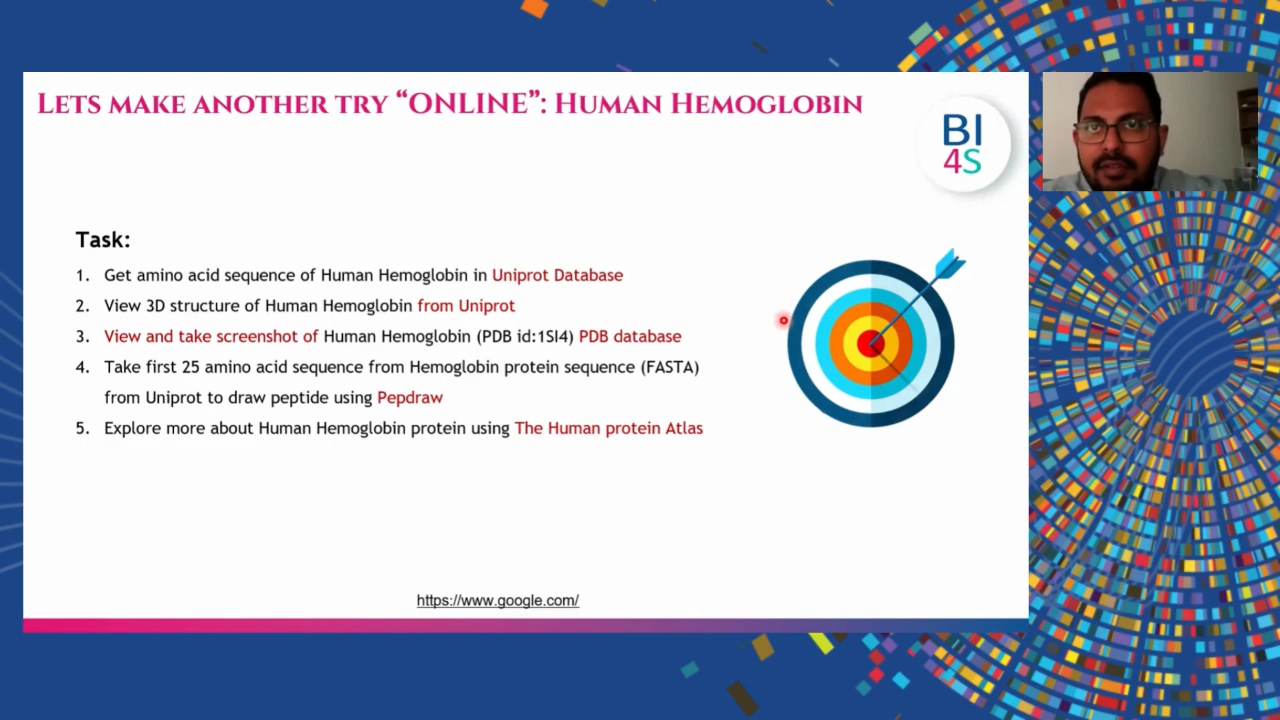 LETS MAKE ANOTHER TRY “ONLINE”: HUMAN HEMOGLOBIN
BI
4S
Task:
1. Get amino acid sequence of Human Hemoglobin in Uniprot Database
2. View 3D structure of Human Hemoglobin from Uniprot
3. View and take screenshot of Human Hemoglobin (PDB id:1SI4) PDB database
4. Take first 25 amino acid sequence from Hemoglobin protein sequence (FASTA)
from Uniprot to draw peptide using Pepdraw
5. Explore more about Human Hemoglobin protein using The Human protein Atlas
https://www.google.com/